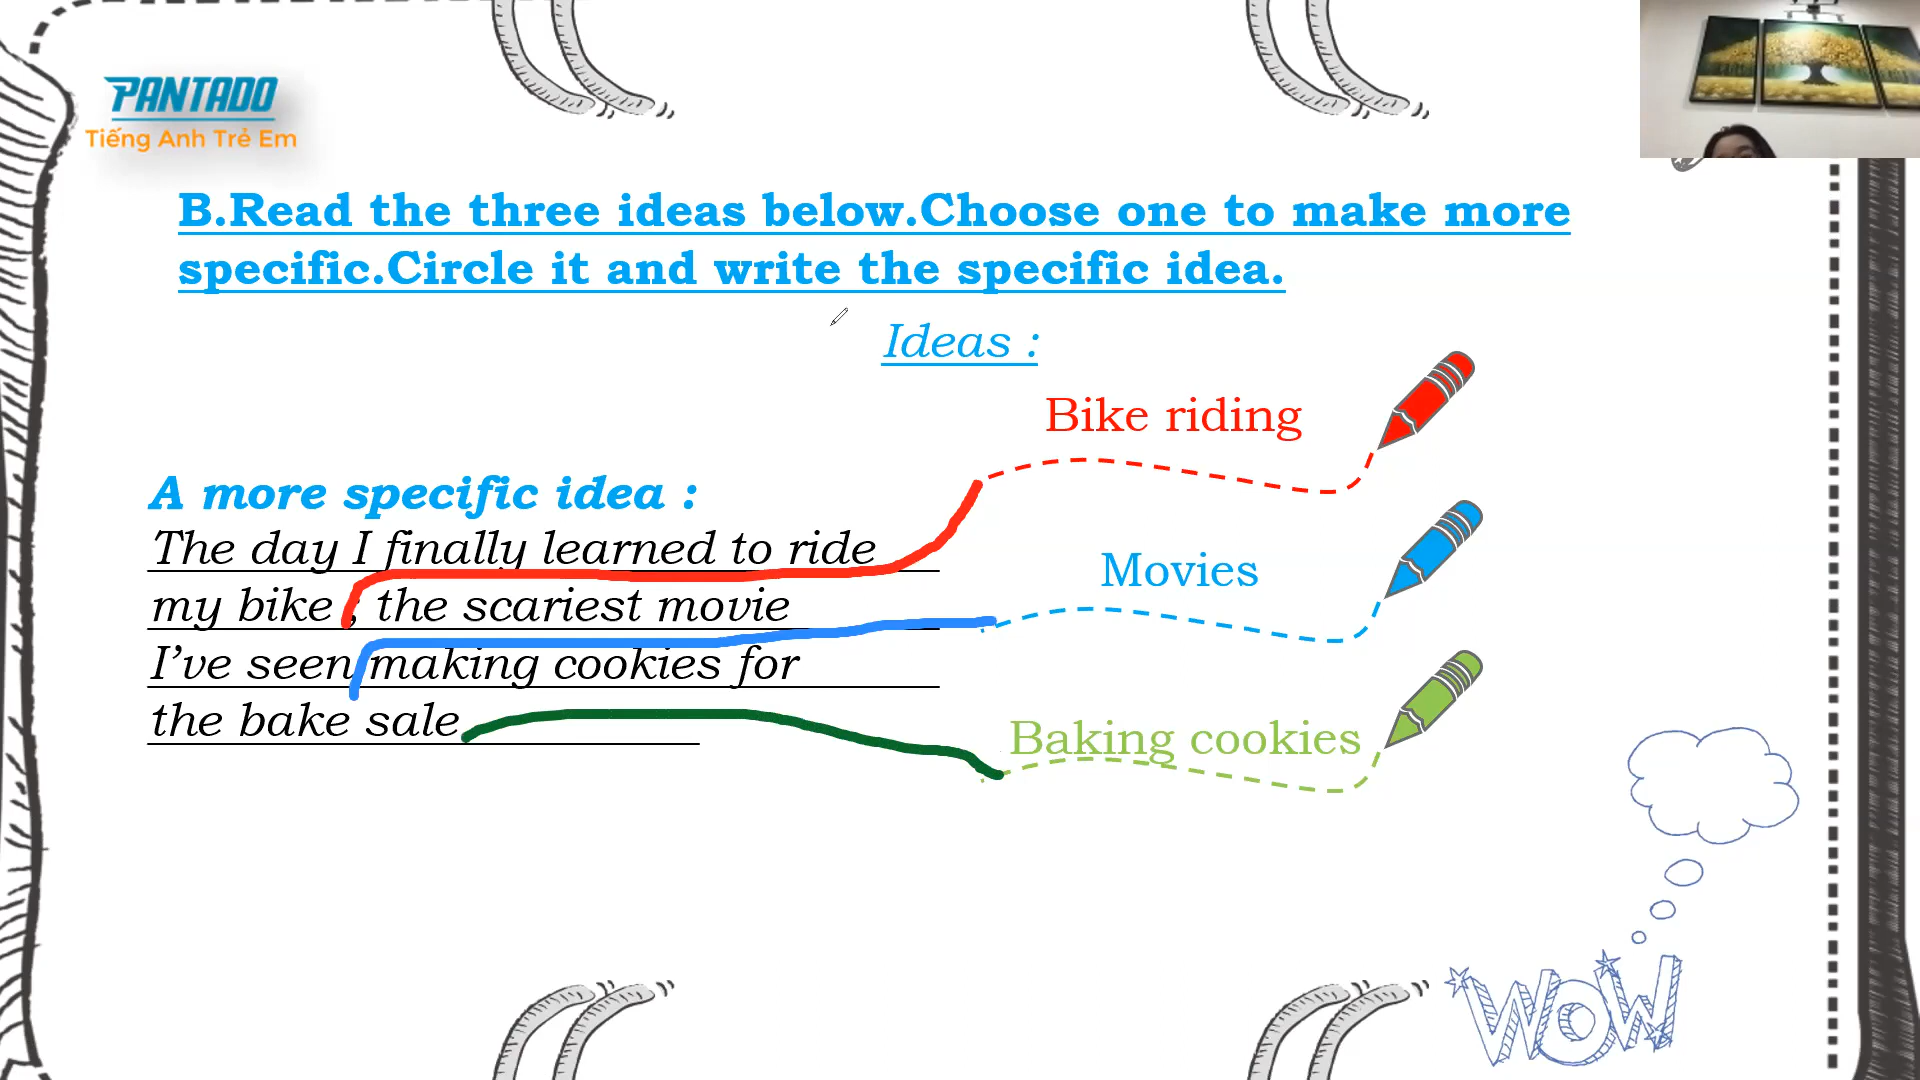 PANTADO
Tiếng Anh Trẻ Em
B.Read the three ideas below.Choose one to make more
specific.Circle it and write the specific idea.
Ideas :
Bike riding
A more specific idea :
The day I finally learned to ride
my bike ; the scariest movie
Movies
I’ve seen making cookies for
the bake sale
Baking cookies
WOW